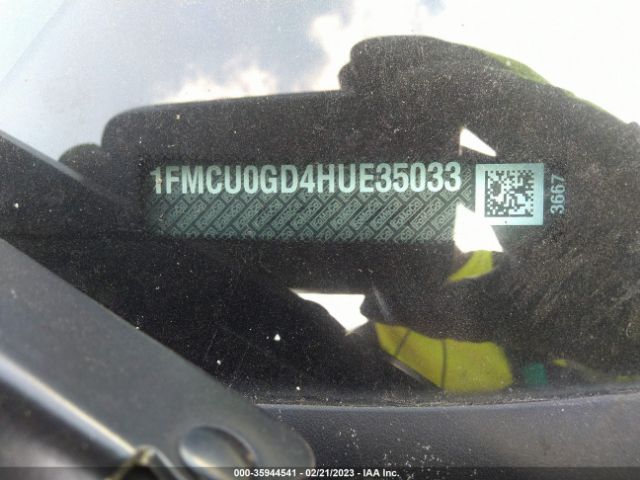 1FMCU0GD4HUE35033
3667
000-35944541 - 02/21/2023 - IAA Inc.